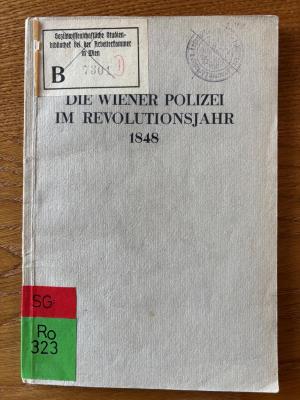 Sozialwissenschaftliche Studien-
bibliothek bei der Arbeiterkammer
in Wien
B
DIE WIENER POLIZEI
IM REVOLUTIONSJAHR
1848
SG
Ro
323